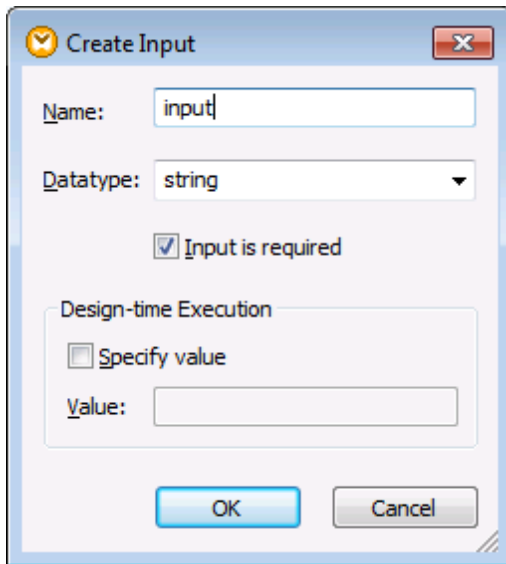 Create Input
Name: input
Datatype: string
Input is required
Design-time Execution
Specify value
Value:
OK Cancel